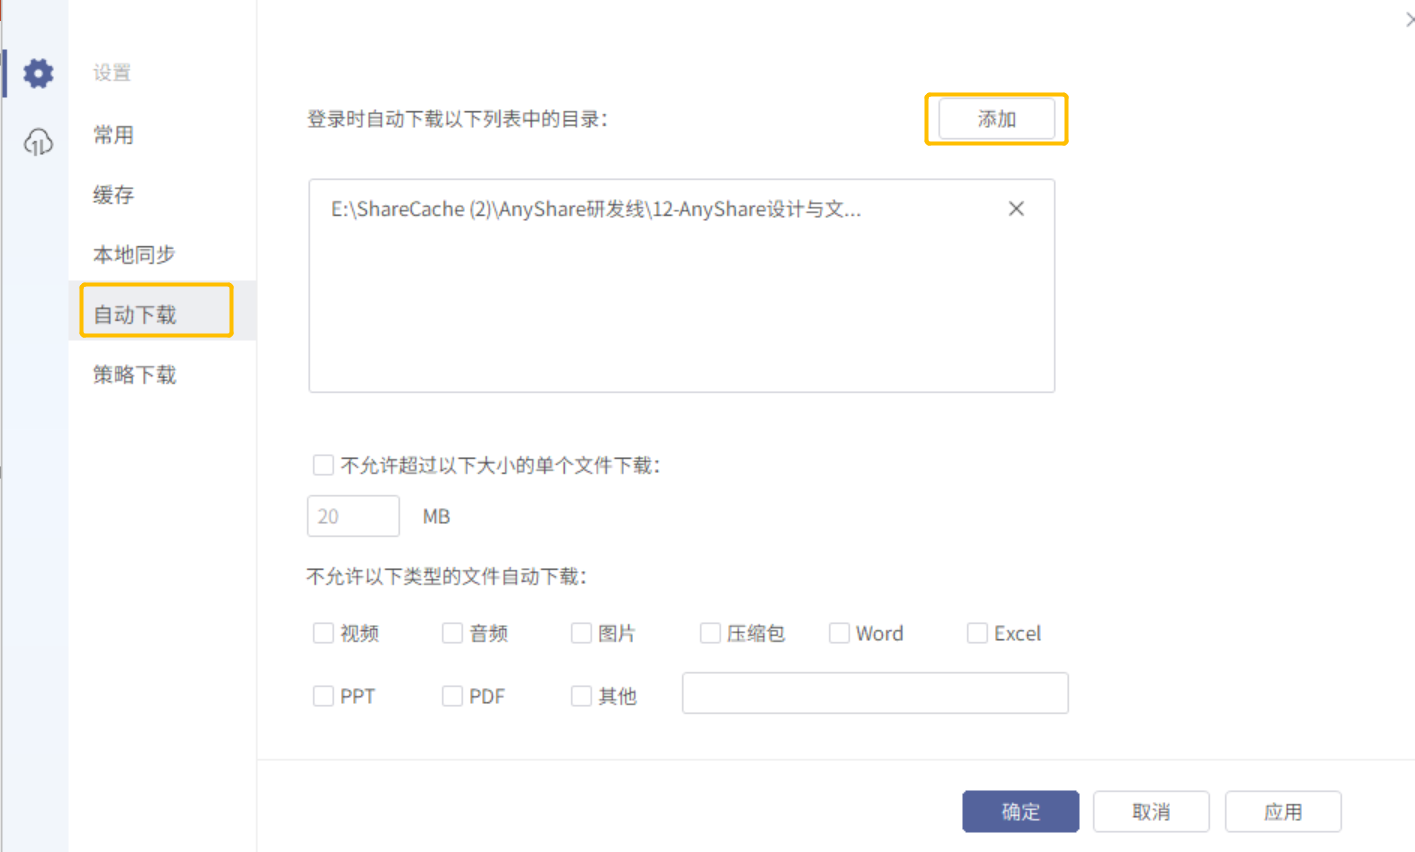 设置
常用
缓存
本地同步
自动下载
策略下载
登录时自动下载以下列表中的目录：
添加
E:\ShareCache (2)\AnyShare研发线\12-AnyShare设计与文...
不允许超过以下大小的单个文件下载：
20 MB
不允许以下类型的文件自动下载：
视频 音频 图片 压缩包 Word Excel
PPT PDF 其他
确定 取消 应用